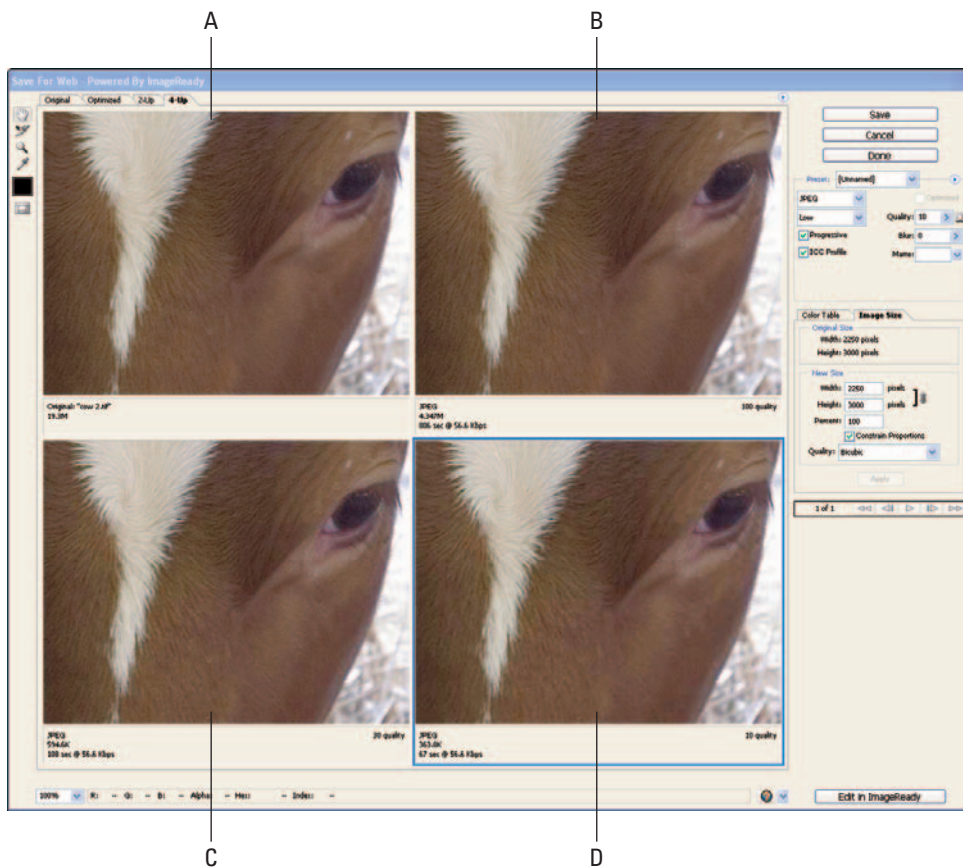 A
B
Save For Web - Powered By ImageReady
Original Optimized 2-Up 4-Up
Save
Cancel
Done
Preset: [Unnamed]
JPEG
Optimized
Low
Quality: 10
Progressive
Blur: 0
ICC Profile
Matte:
Color Table Image Size
Original Size
Width: 2250 pixels
Height: 3000 pixels
New Size
Width: 2250 pixels
Height: 3000 pixels
Percent: 100
Constrain Proportions
Quality: Bicubic
Apply
1 of 1
Original: "cow 2.tif"
19.3M
JPEG 100 quality
4.347M
806 sec @ 56.6 Kbps
JPEG 20 quality
594.6K
108 sec @ 56.6 Kbps
JPEG 10 quality
363.8K
67 sec @ 56.6 Kbps
100% R: -- G: -- B: -- Alpha: -- Hex: -- Index: --
Edit in ImageReady
C
D